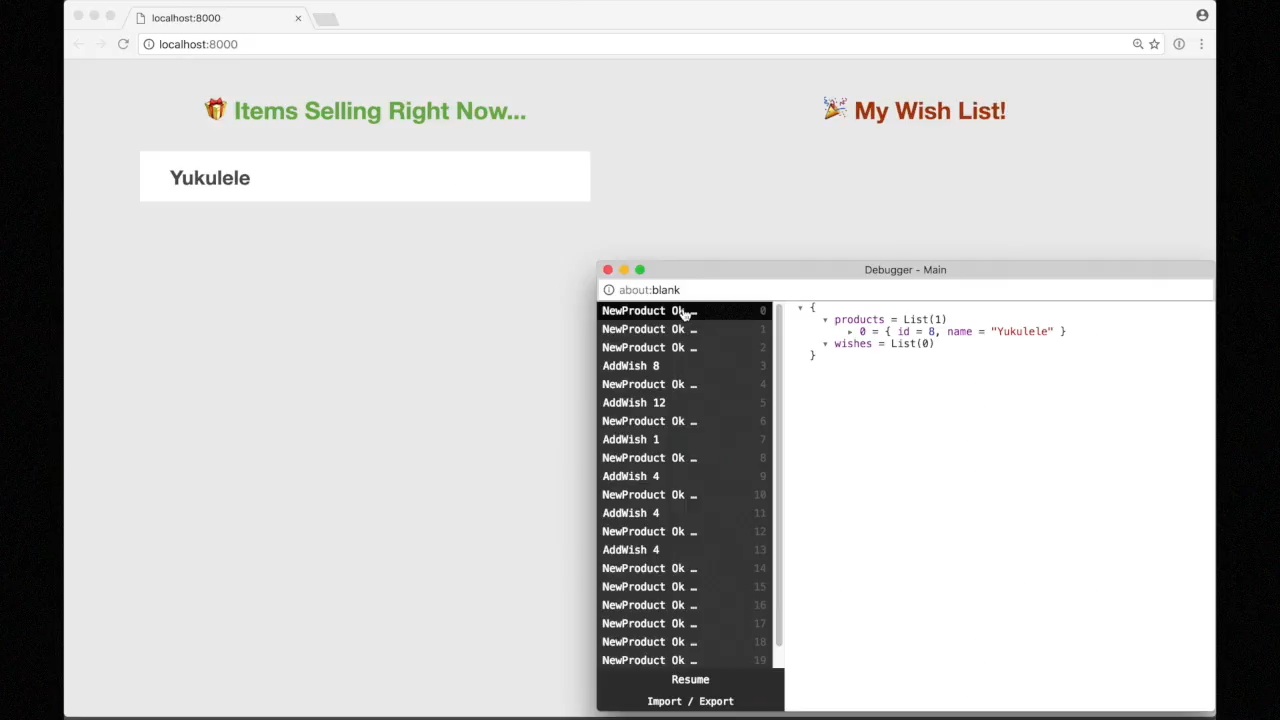 localhost:8000
localhost:8000
Items Selling Right Now...
My Wish List!
Yukulele
Debugger - Main
about:blank
NewProduct Ok … 0
NewProduct Ok … 1
NewProduct Ok … 2
AddWish 8 3
NewProduct Ok … 4
AddWish 12 5
NewProduct Ok … 6
AddWish 1 7
NewProduct Ok … 8
AddWish 4 9
NewProduct Ok … 10
AddWish 4 11
NewProduct Ok … 12
AddWish 4 13
NewProduct Ok … 14
NewProduct Ok … 15
NewProduct Ok … 16
NewProduct Ok … 17
NewProduct Ok … 18
NewProduct Ok … 19
Resume
Import / Export
{
products = List(1)
0 = { id = 8, name = "Yukulele" }
wishes = List(0)
}